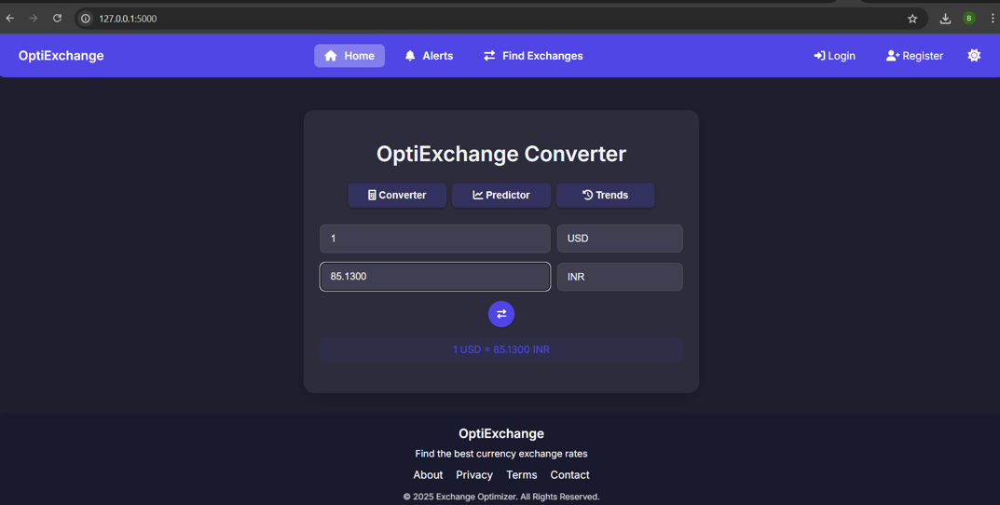 127.0.0.1:5000
B
OptiExchange Home Alerts Find Exchanges Login Register
OptiExchange Converter
Converter Predictor Trends
1 USD
85.1300 INR
1 USD = 85.1300 INR
OptiExchange
Find the best currency exchange rates
About Privacy Terms Contact
© 2025 Exchange Optimizer. All Rights Reserved.